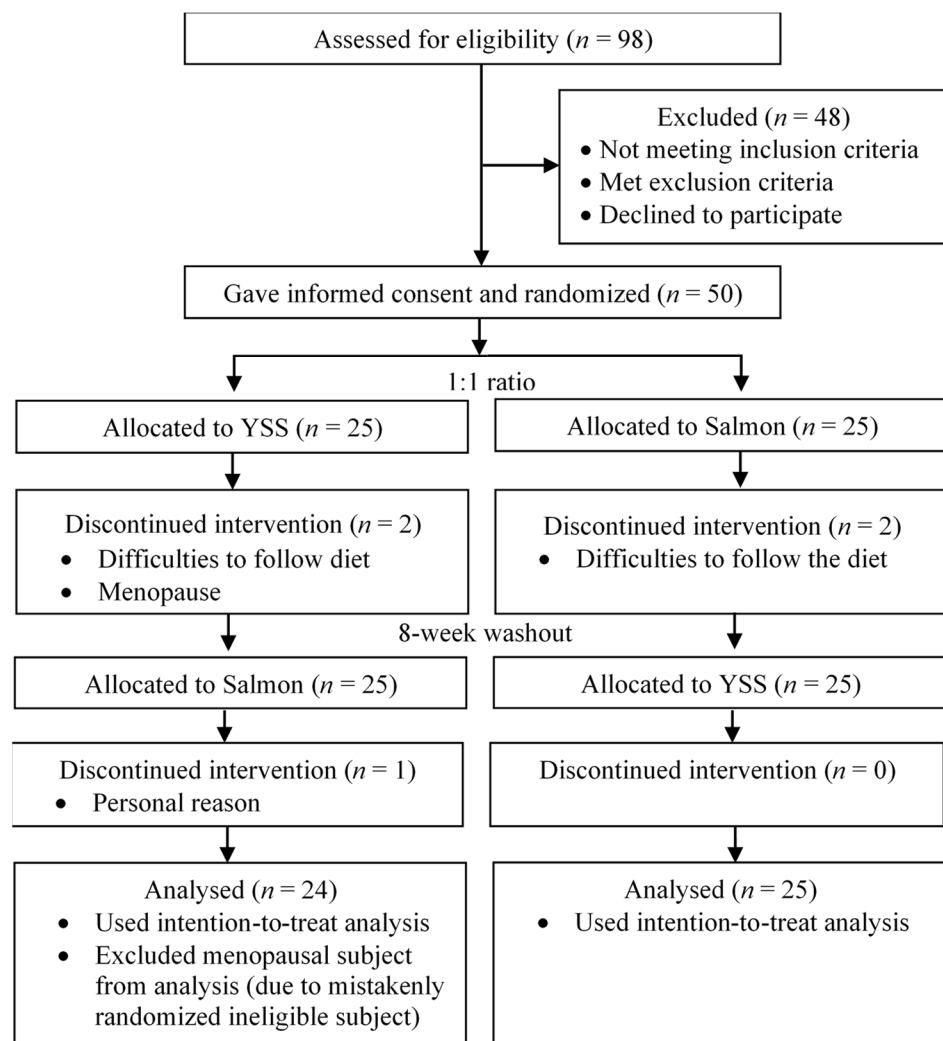 Assessed for eligibility (n = 98)
Excluded (n = 48)
• Not meeting inclusion criteria
• Met exclusion criteria
• Declined to participate
Gave informed consent and randomized (n = 50)
1:1 ratio
Allocated to YSS (n = 25)
Allocated to Salmon (n = 25)
Discontinued intervention (n = 2)
• Difficulties to follow diet
• Menopause
Discontinued intervention (n = 2)
• Difficulties to follow the diet
8-week washout
Allocated to Salmon (n = 25)
Allocated to YSS (n = 25)
Discontinued intervention (n = 1)
• Personal reason
Discontinued intervention (n = 0)
Analysed (n = 24)
• Used intention-to-treat analysis
• Excluded menopausal subject
from analysis (due to mistakenly
randomized ineligible subject)
Analysed (n = 25)
• Used intention-to-treat analysis